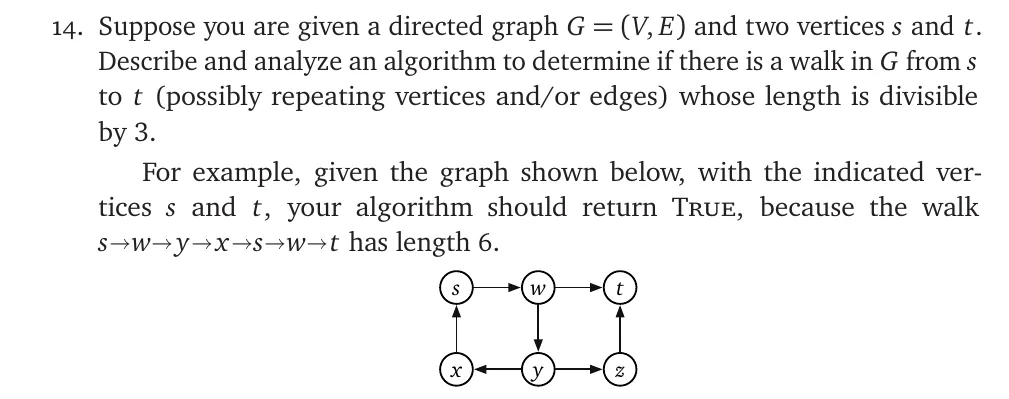 14. Suppose you are given a directed graph G = (V, E) and two vertices s and t.
Describe and analyze an algorithm to determine if there is a walk in G from s
to t (possibly repeating vertices and/or edges) whose length is divisible
by 3.
For example, given the graph shown below, with the indicated ver-
tices s and t, your algorithm should return TRUE, because the walk
s→w→y→x→s→w→t has length 6.
s w t
x y z